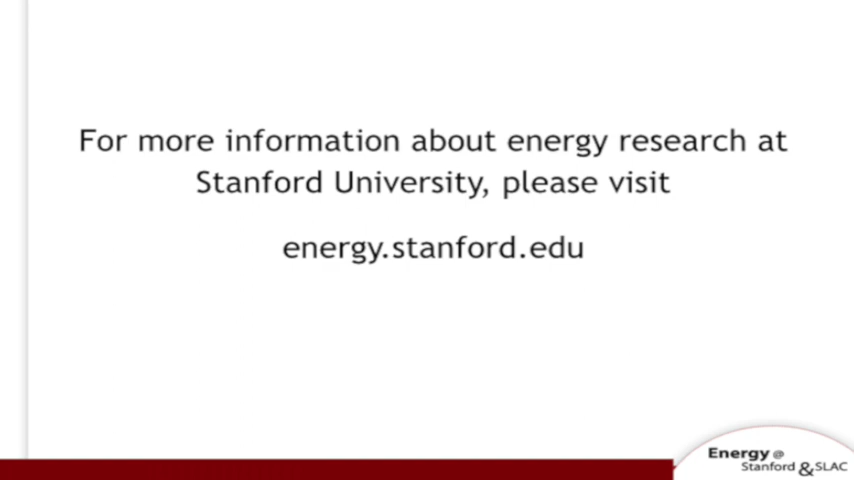 For more information about energy research at
Stanford University, please visit
energy.stanford.edu
Energy @
Stanford & SLAC